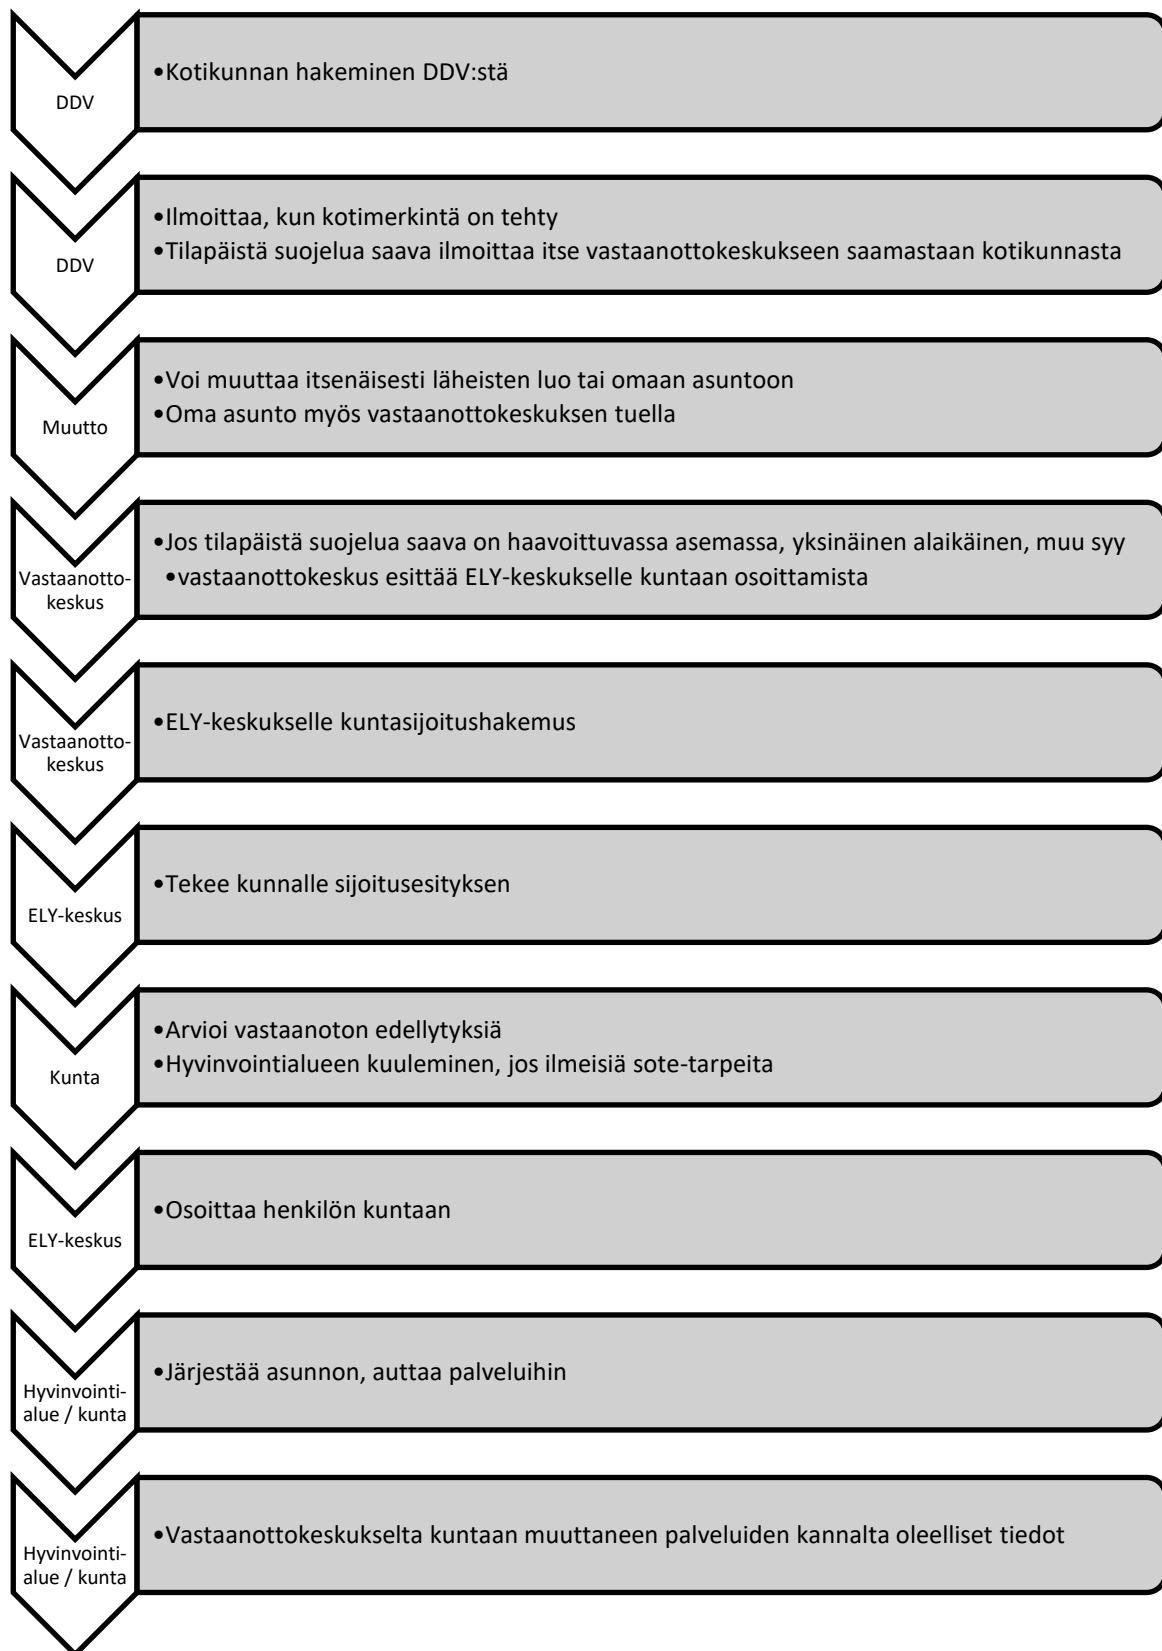 DDV
•Kotikunnan hakeminen DDV:stä
DDV
•Ilmoittaa, kun kotimerkintä on tehty
•Tilapäistä suojelua saava ilmoittaa itse vastaanottokeskukseen saamastaan kotikunnasta
Muutto
•Voi muuttaa itsenäisesti läheisten luo tai omaan asuntoon
•Oma asunto myös vastaanottokeskuksen tuella
Vastaanotto-
keskus
•Jos tilapäistä suojelua saava on haavoittuvassa asemassa, yksinäinen alaikäinen, muu syy
•vastaanottokeskus esittää ELY-keskukselle kuntaan osoittamista
Vastaanotto-
keskus
•ELY-keskukselle kuntasijoitushakemus
ELY-keskus
•Tekee kunnalle sijoitusesityksen
Kunta
•Arvioi vastaanoton edellytyksiä
•Hyvinvointialueen kuuleminen, jos ilmeisiä sote-tarpeita
ELY-keskus
•Osoittaa henkilön kuntaan
Hyvinvointi-
alue / kunta
•Järjestää asunnon, auttaa palveluihin
Hyvinvointi-
alue / kunta
•Vastaanottokeskukselta kuntaan muuttaneen palveluiden kannalta oleelliset tiedot